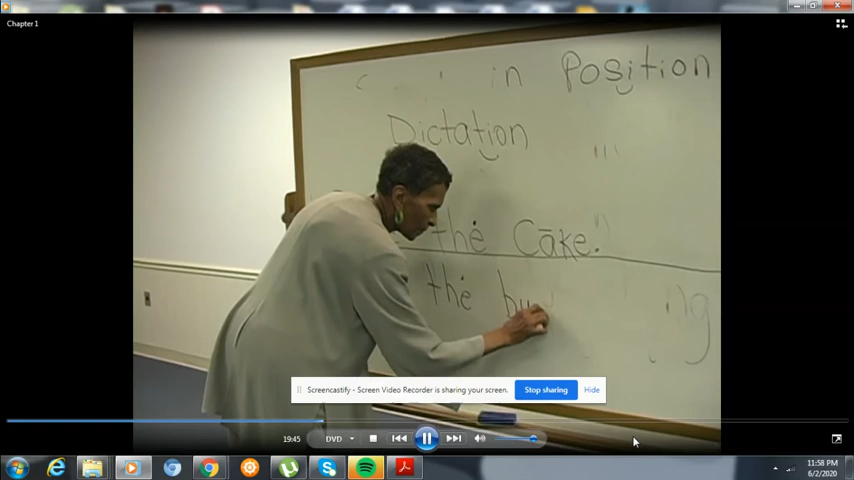 Chapter 1
in Position
Dictation
the Cāke.
the bu
Screencastify - Screen Video Recorder is sharing your screen.
Stop sharing
Hide
19:45
DVD
11:58 PM
6/2/2020